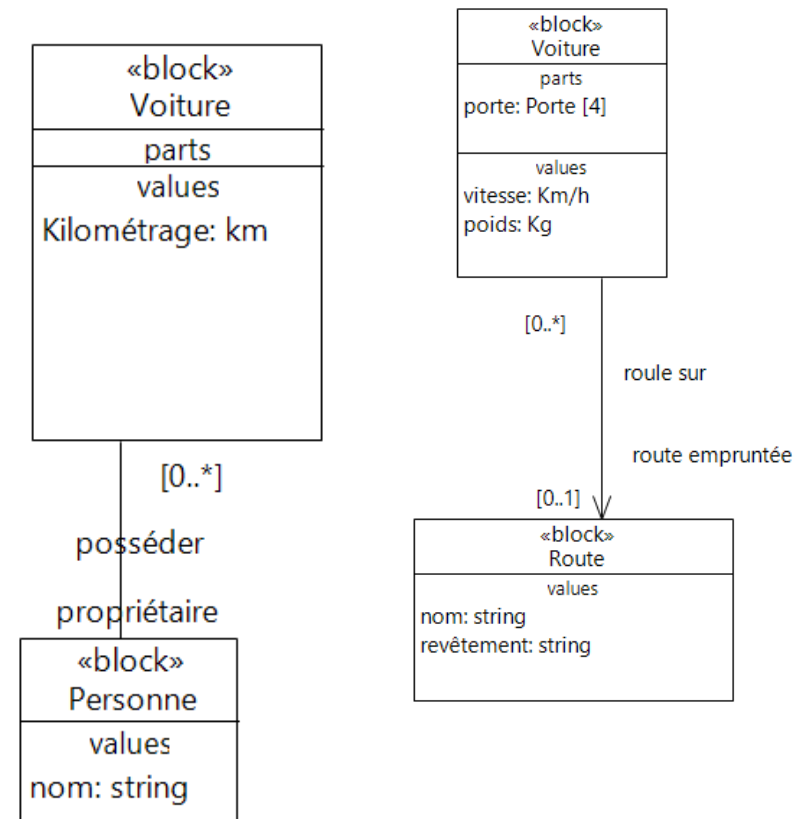 «block»
Voiture
parts
values
Kilométrage: km
[0..*]
posséder
propriétaire
«block»
Personne
values
nom: string
«block»
Voiture
parts
porte: Porte [4]
values
vitesse: Km/h
poids: Kg
[0..*]
roule sur
route empruntée
[0..1]
«block»
Route
values
nom: string
revêtement: string